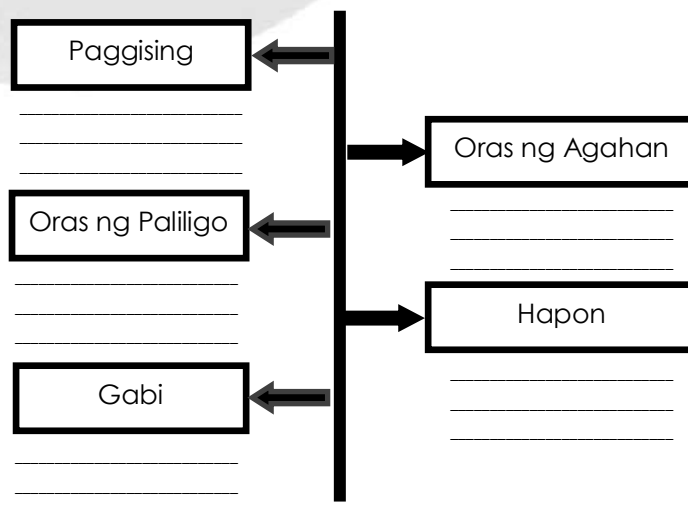 Paggising
Oras ng Agahan
Oras ng Paliligo
Hapon
Gabi